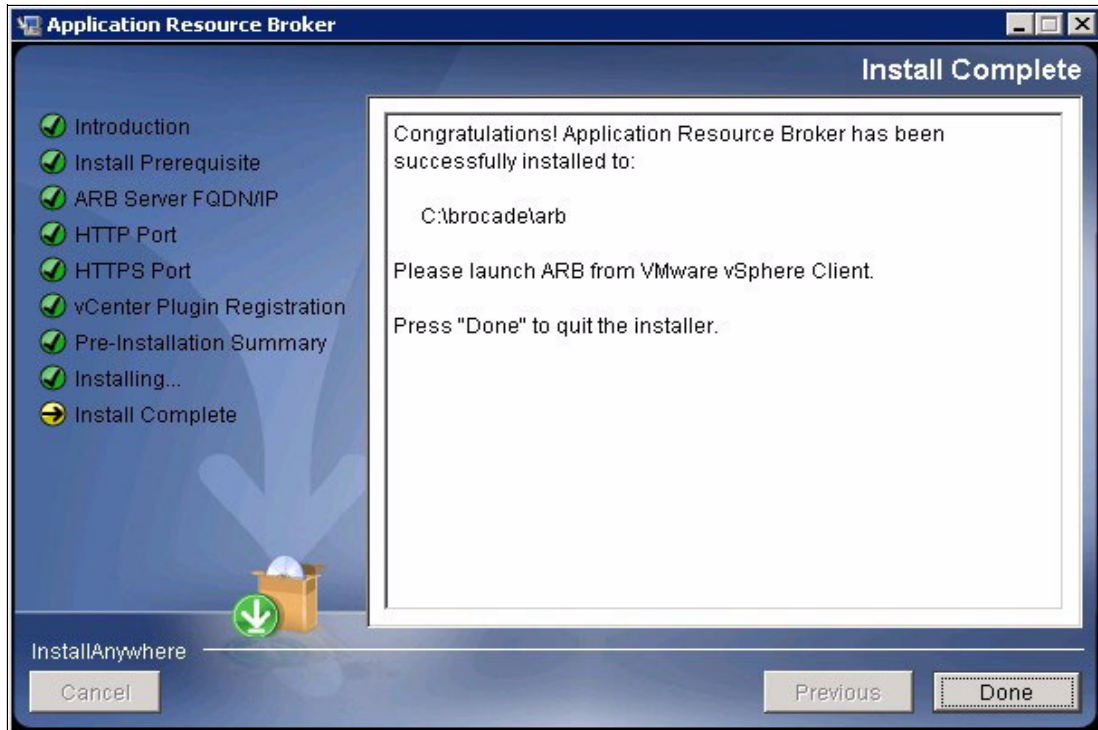 Application Resource Broker
Install Complete
Introduction
Install Prerequisite
ARB Server FQDN/IP
HTTP Port
HTTPS Port
vCenter Plugin Registration
Pre-Installation Summary
Installing...
Install Complete
Congratulations! Application Resource Broker has been
successfully installed to:
C:\brocade\arb
Please launch ARB from VMware vSphere Client.
Press "Done" to quit the installer.
InstallAnywhere
Cancel
Previous
Done